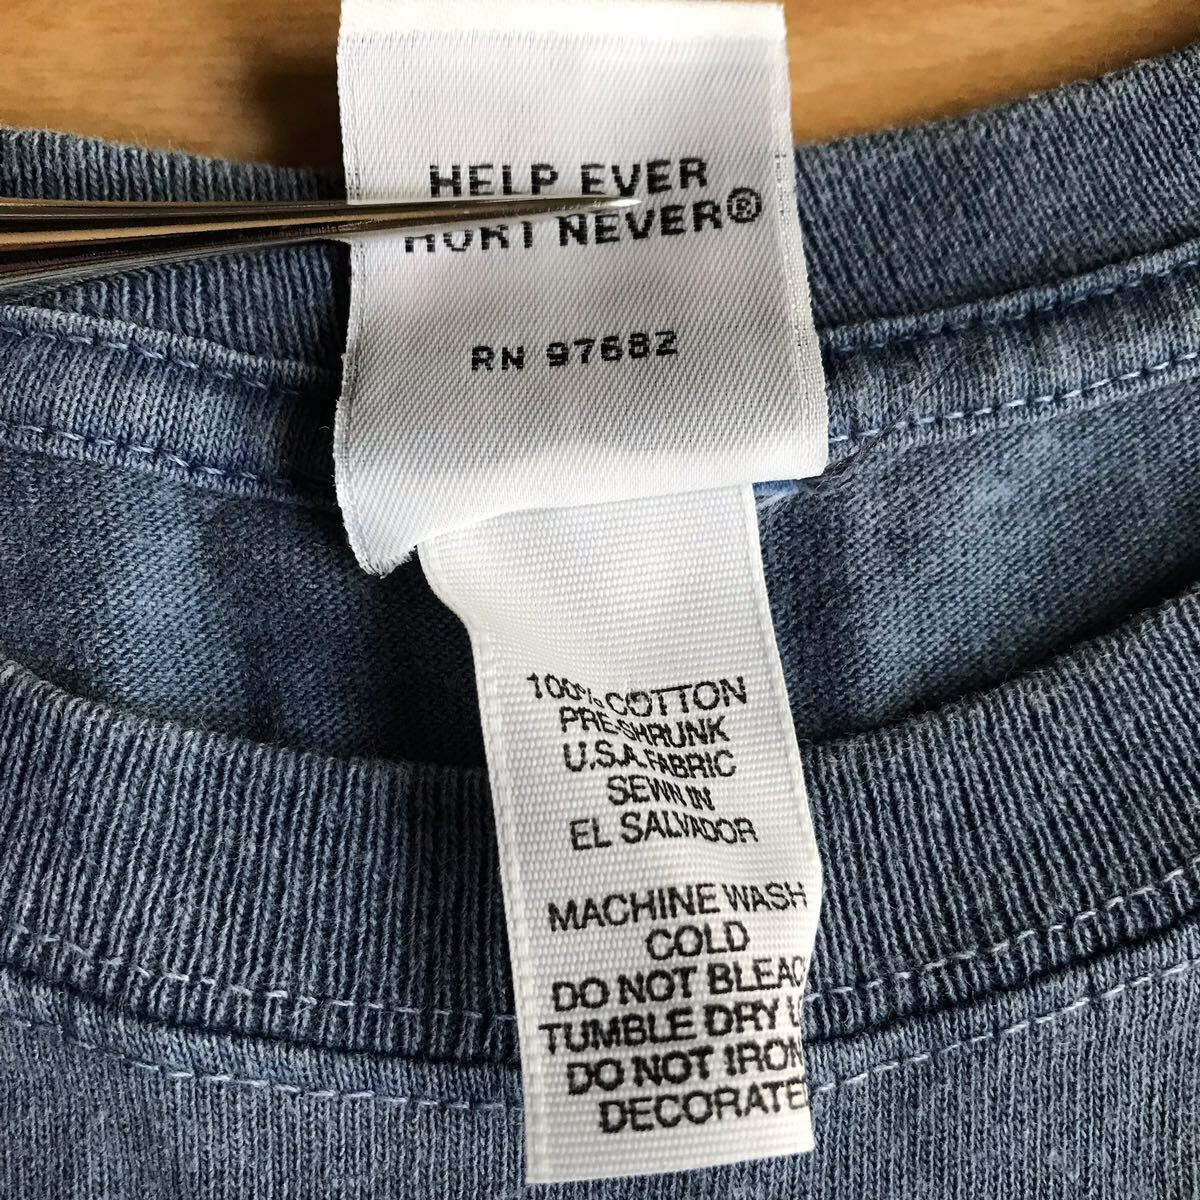 HELP EVER
HURT NEVER®
RN 97682
100% COTTON
PRE-SHRUNK
U.S.A. FABRIC
SEWN IN
EL SALVADOR
MACHINE WASH
COLD
DO NOT BLEAC
TUMBLE DRY L
DO NOT IRON
DECORATED